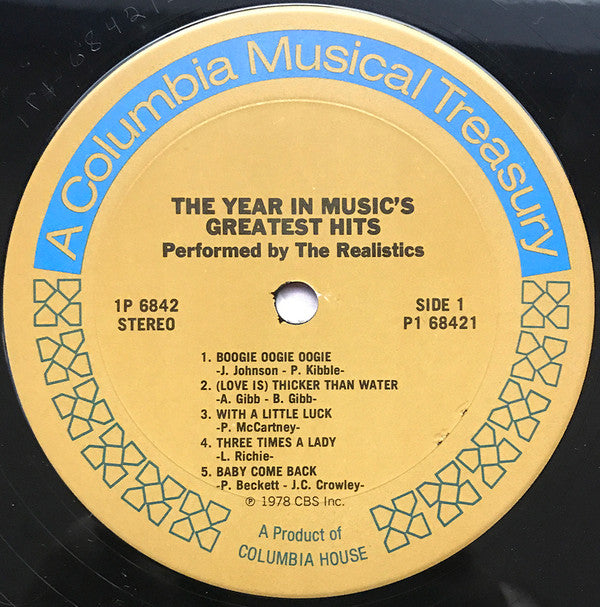 A Columbia Musical Treasury
THE YEAR IN MUSIC'S
GREATEST HITS
Performed by The Realistics
1P 6842
STEREO
SIDE 1
P1 68421
1. BOOGIE OOGIE OOGIE
-J. Johnson - P. Kibble-
2. (LOVE IS) THICKER THAN WATER
-A. Gibb - B. Gibb-
3. WITH A LITTLE LUCK
-P. McCartney-
4. THREE TIMES A LADY
-L. Richie-
5. BABY COME BACK
-P. Beckett - J.C. Crowley-
℗ 1978 CBS Inc.
A Product of
COLUMBIA HOUSE